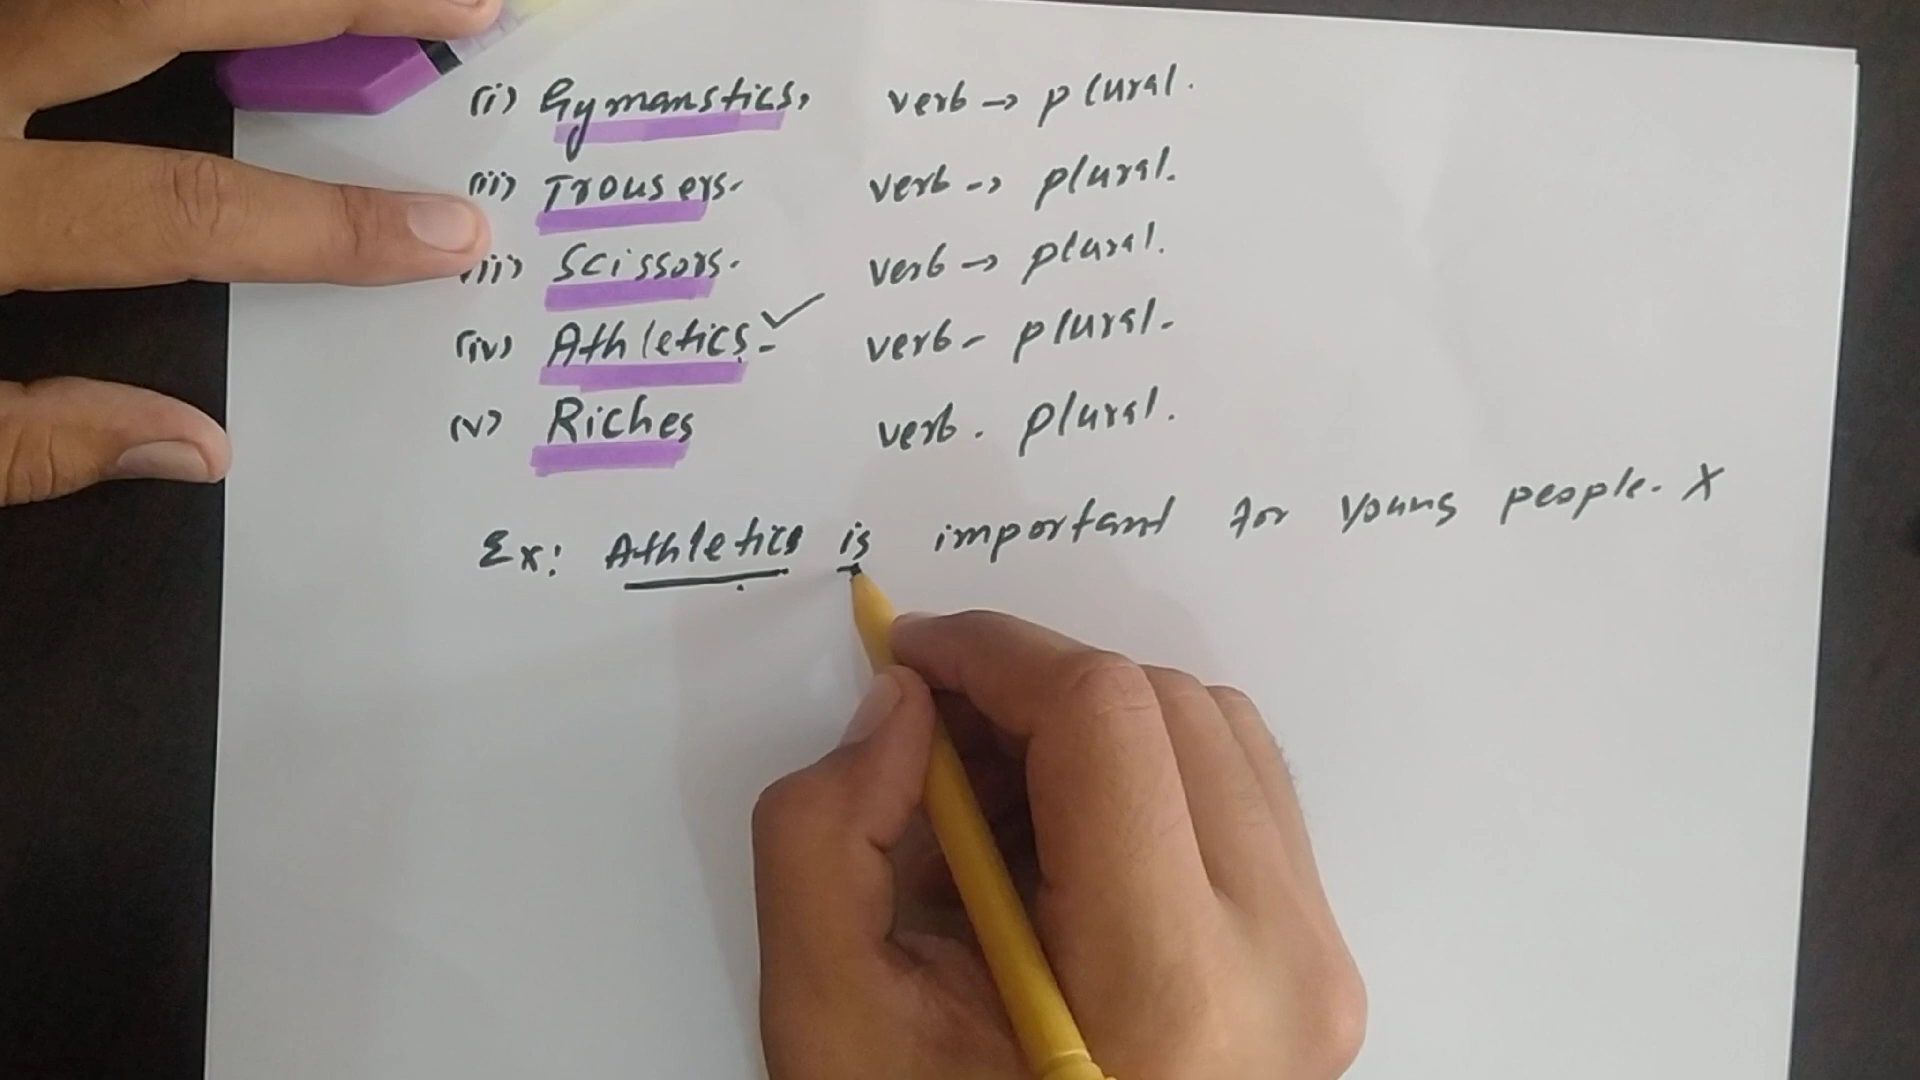 (i) Gymanstics, verb → plural.
(ii) Trousers. verb -> plural.
(iii) Scissors. verb → plural.
(iv) Athletics- ✓ verb - plural.
(v) Riches verb. plural.
Ex: Athletics is important for young people. X